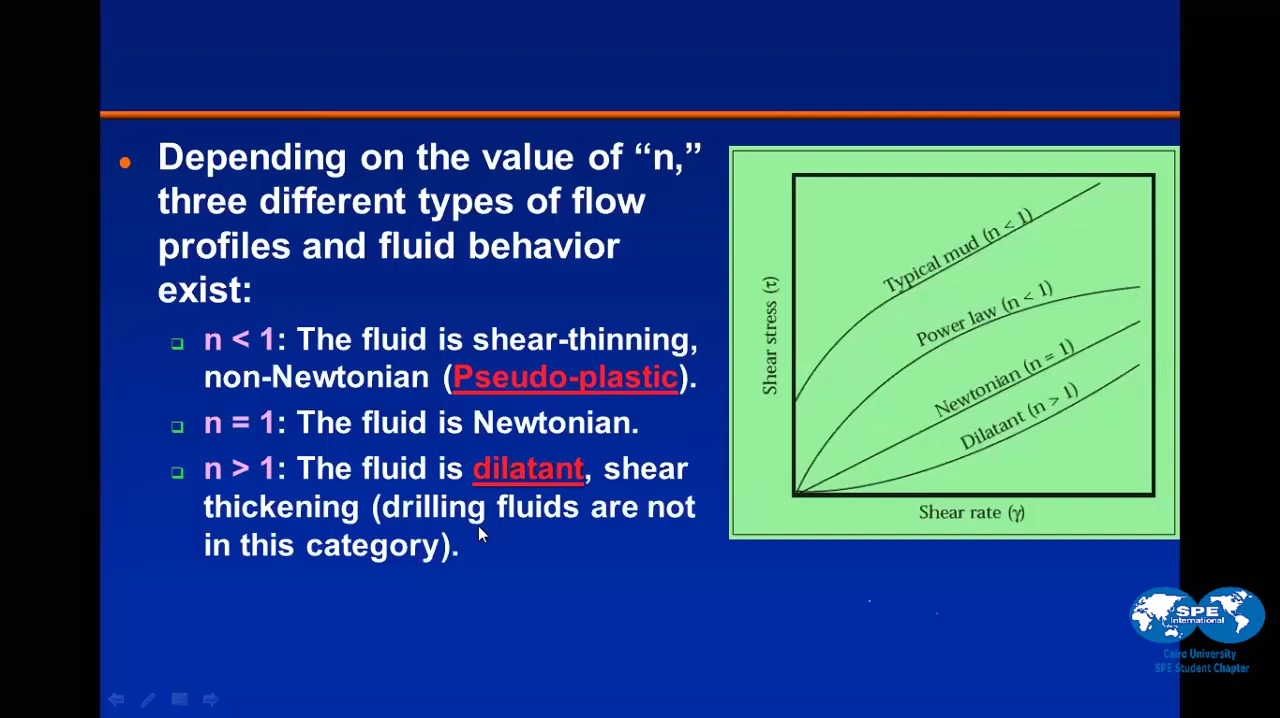 Depending on the value of “n,”
three different types of flow
profiles and fluid behavior
exist:
n < 1: The fluid is shear-thinning,
non-Newtonian (Pseudo-plastic).
n = 1: The fluid is Newtonian.
n > 1: The fluid is dilatant, shear
thickening (drilling fluids are not
in this category).
Shear stress (τ)
Typical mud (n < 1)
Power law (n < 1)
Newtonian (n = 1)
Dilatant (n > 1)
Shear rate (γ)
SPE
International
Cairo University
SPE Student Chapter